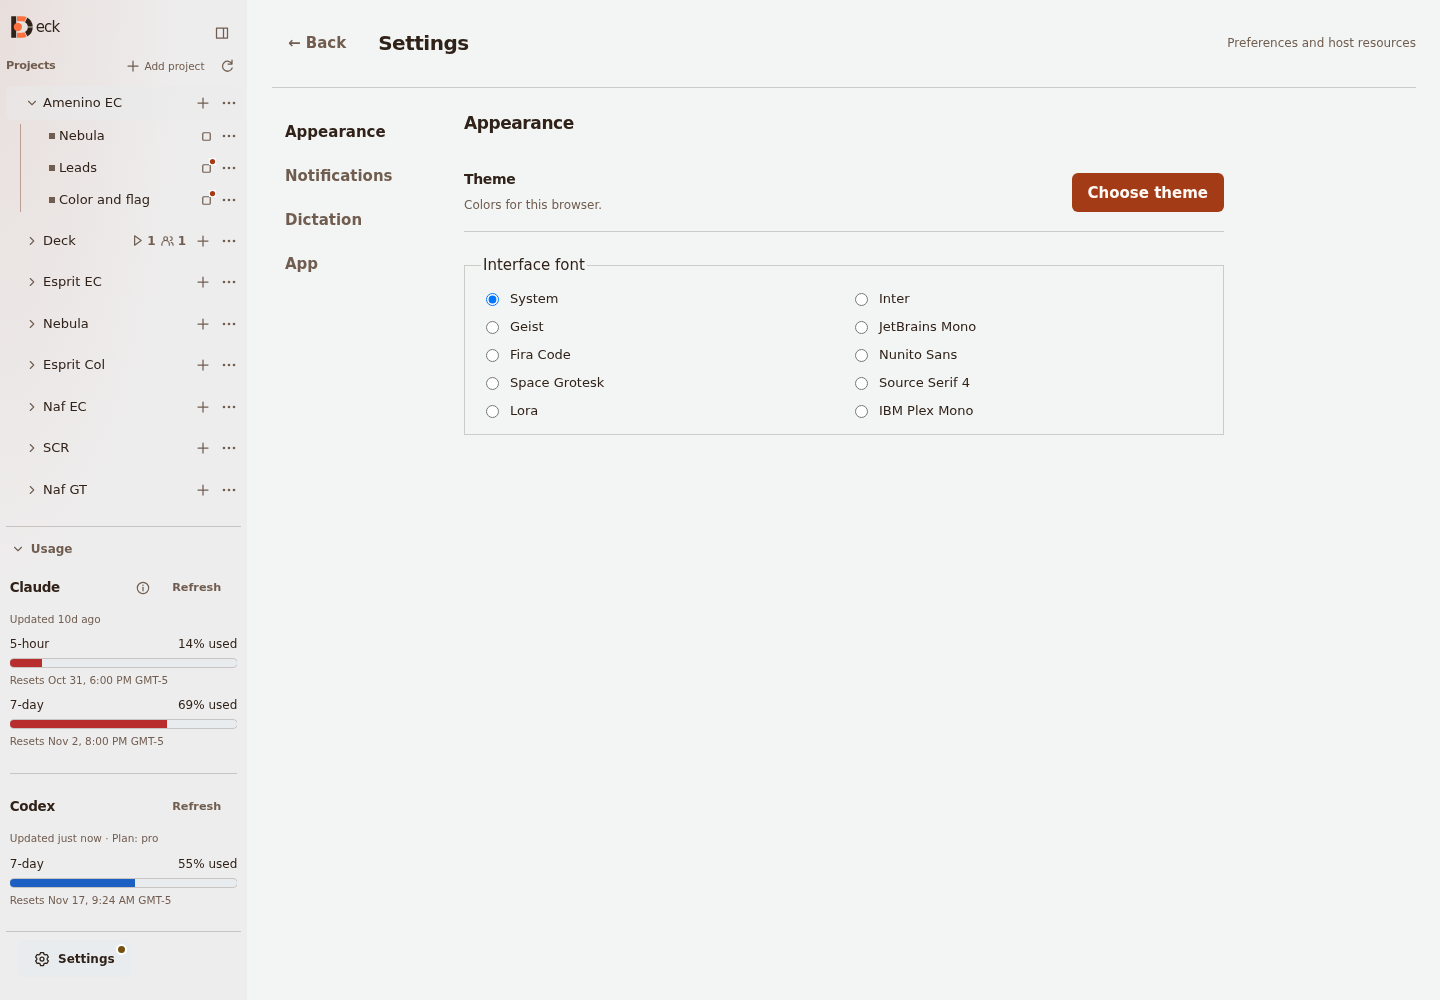 Deck
Projects
Add project
Amenino EC
Nebula
Leads
Color and flag
Deck 1 1
Esprit EC
Nebula
Esprit Col
Naf EC
SCR
Naf GT
Usage
Claude Refresh
Updated 10d ago
5-hour 14% used
Resets Oct 31, 6:00 PM GMT-5
7-day 69% used
Resets Nov 2, 8:00 PM GMT-5
Codex Refresh
Updated just now · Plan: pro
7-day 55% used
Resets Nov 17, 9:24 AM GMT-5
Settings
← Back Settings
Preferences and host resources
Appearance
Notifications
Dictation
App
Appearance
Theme
Colors for this browser.
Choose theme
Interface font
System Inter
Geist JetBrains Mono
Fira Code Nunito Sans
Space Grotesk Source Serif 4
Lora IBM Plex Mono